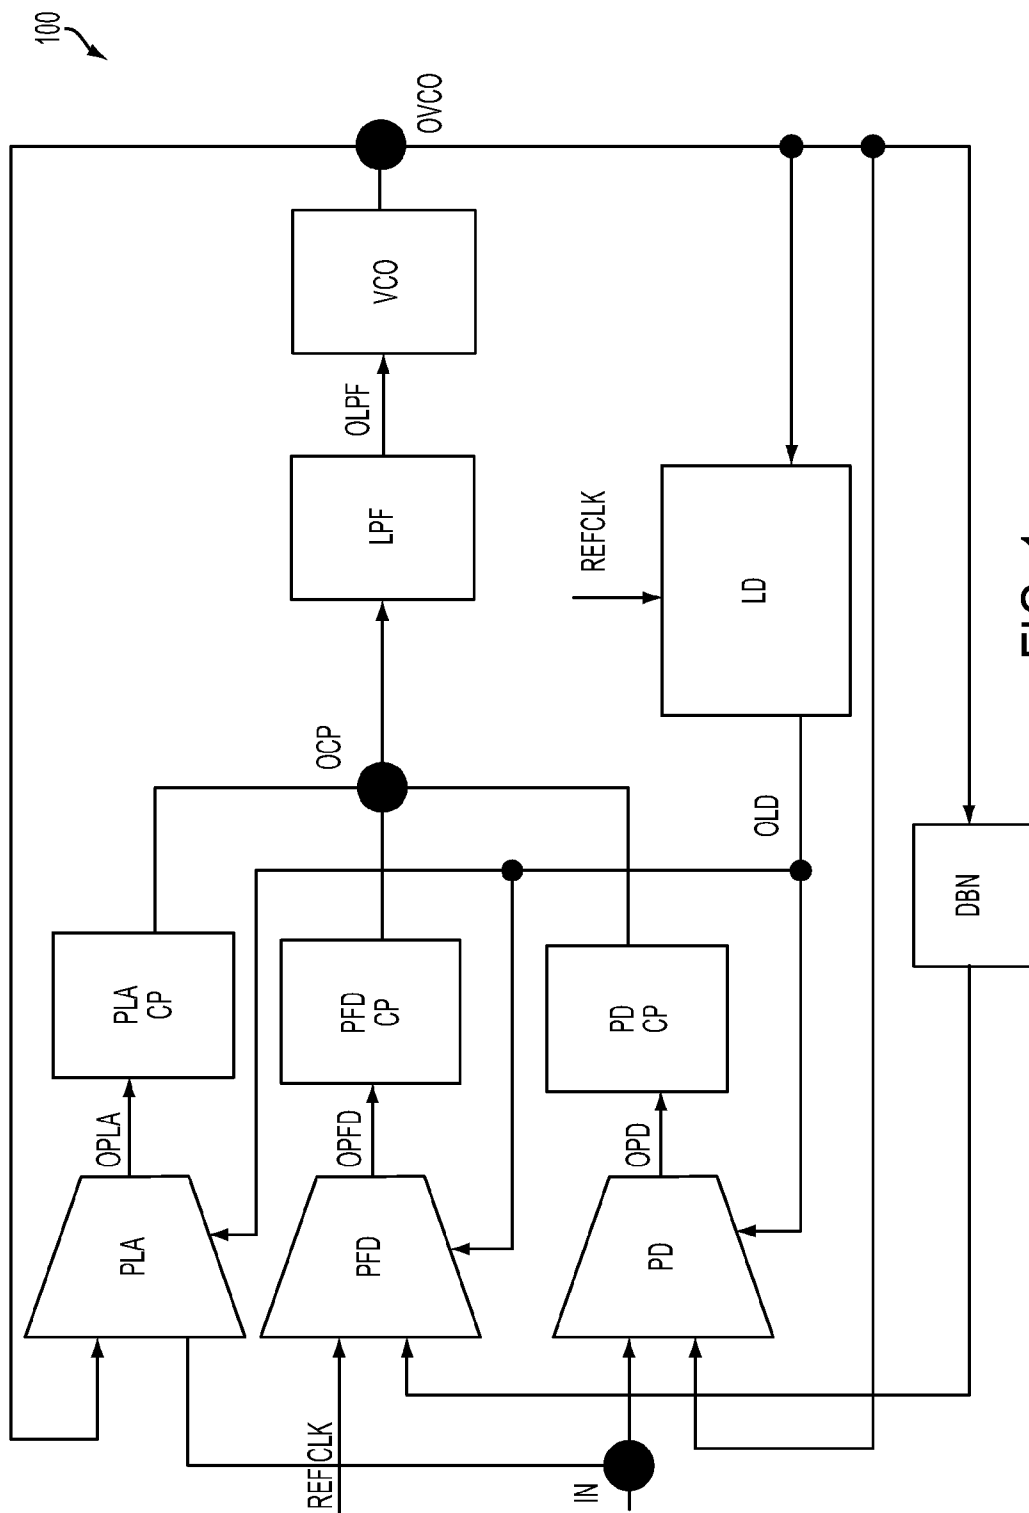 100
OVCO
VCO
OLPF
LPF
REFCLK
LD
OCP
OLD
DBN
PLA
CP
PFD
CP
PD
CP
OPLA
OPFD
OPD
PLA
PFD
PD
REFCLK
IN